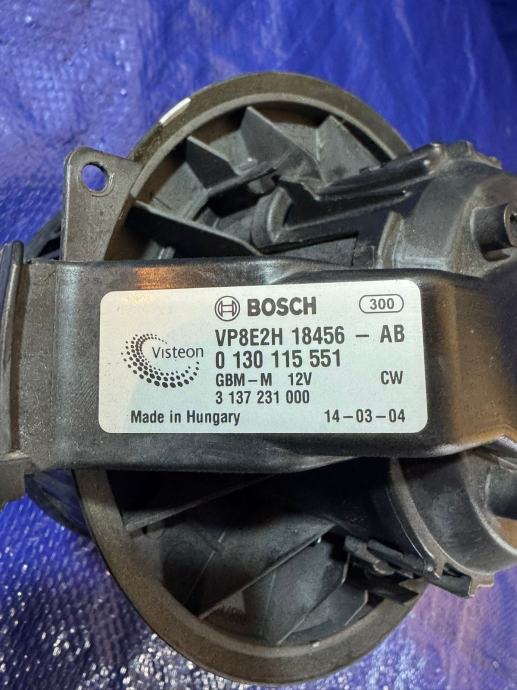 BOSCH
300
Visteon
VP8E2H 18456 - AB
0 130 115 551
GBM-M 12V CW
3 137 231 000
Made in Hungary 14-03-04